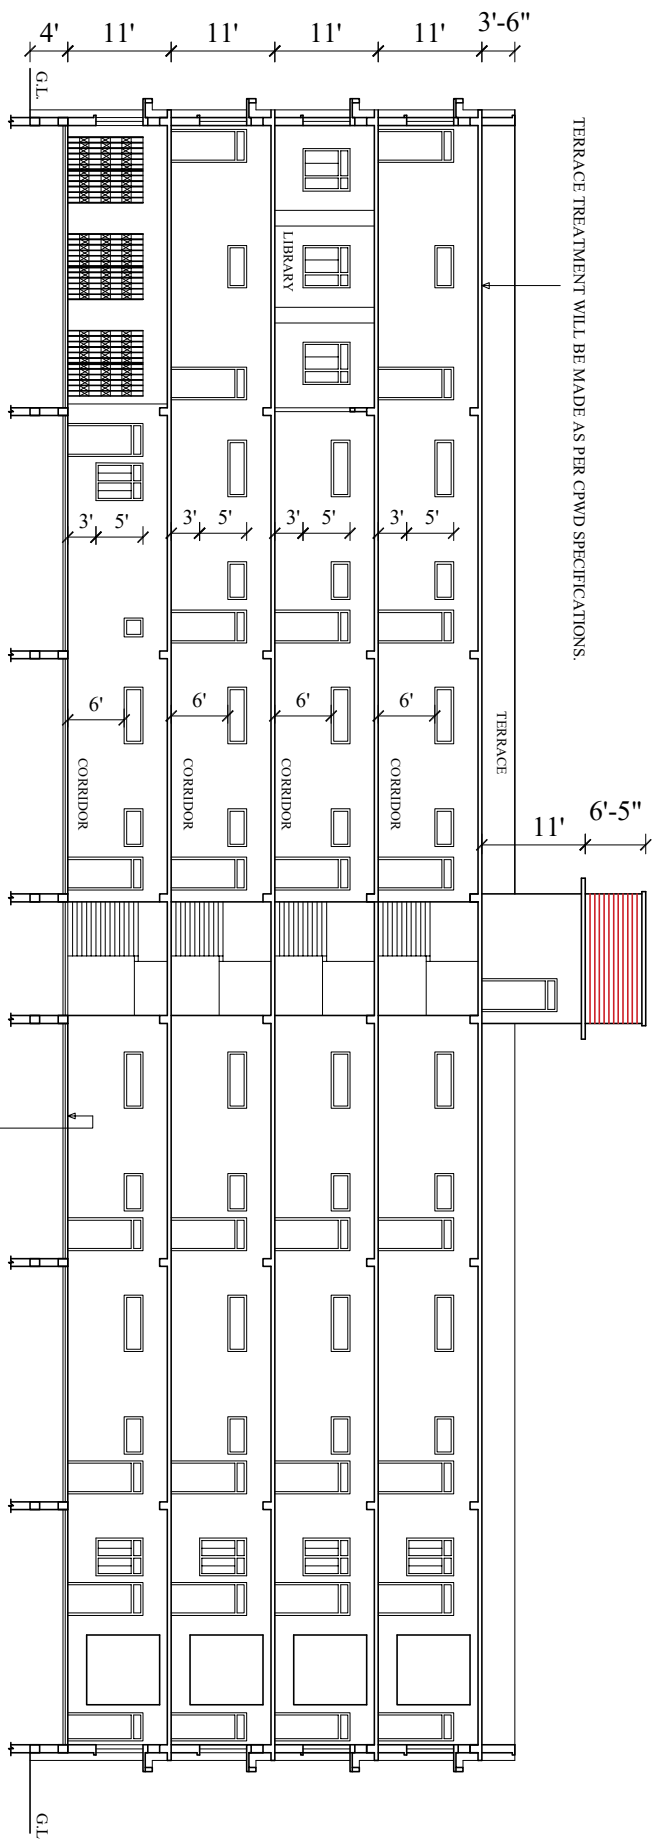 4'
11'
11'
11'
11'
3'-6"
G.L.
TERRACE TREATMENT WILL BE MADE AS PER CPWD SPECIFICATIONS.
LIBRARY
3'
5'
3'
5'
3'
5'
3'
5'
6'
6'
6'
6'
CORRIDOR
CORRIDOR
CORRIDOR
CORRIDOR
TERRACE
11'
6'-5"
G.L